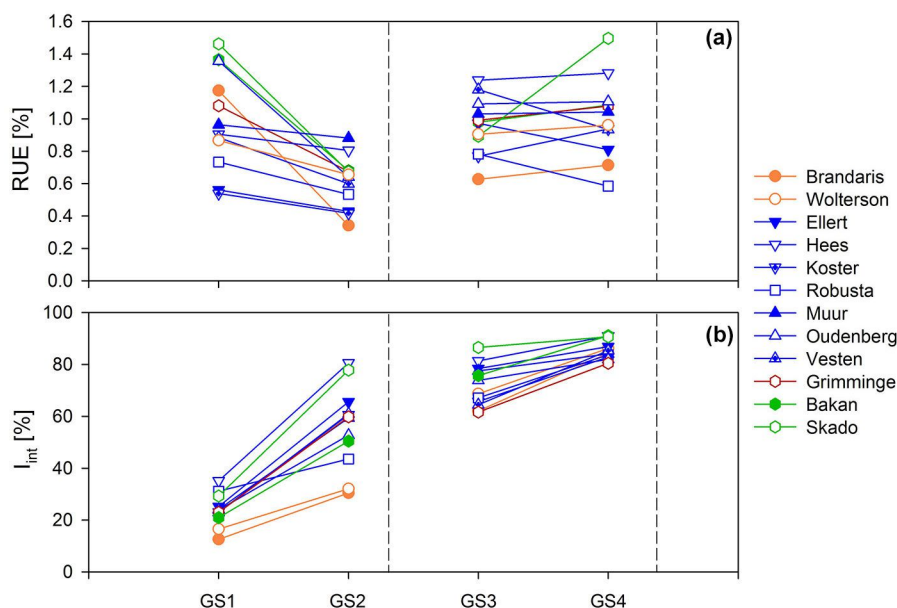 1.6
(a)
1.4
1.2
1.0
0.8
0.6
0.4
0.2
0.0
RUE [%]
100
(b)
80
60
40
20
0
I int [%]
GS1 GS2 GS3 GS4
Brandaris
Wolterson
Ellert
Hees
Koster
Robusta
Muur
Oudenberg
Vesten
Grimminge
Bakan
Skado